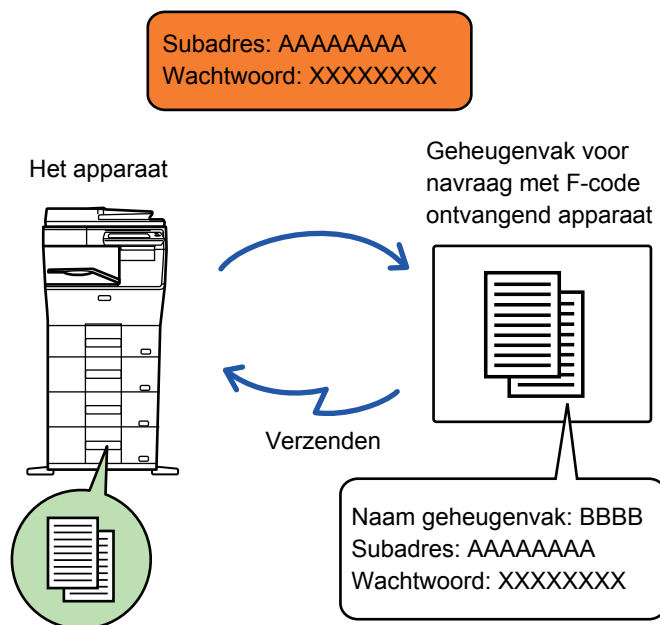 Subadres: AAAAAAAA
Wachtwoord: XXXXXXXX
Het apparaat
Geheugenvak voor
navraag met F-code
ontvangend apparaat
Verzenden
Naam geheugenvak: BBBB
Subadres: AAAAAAAA
Wachtwoord: XXXXXXXX